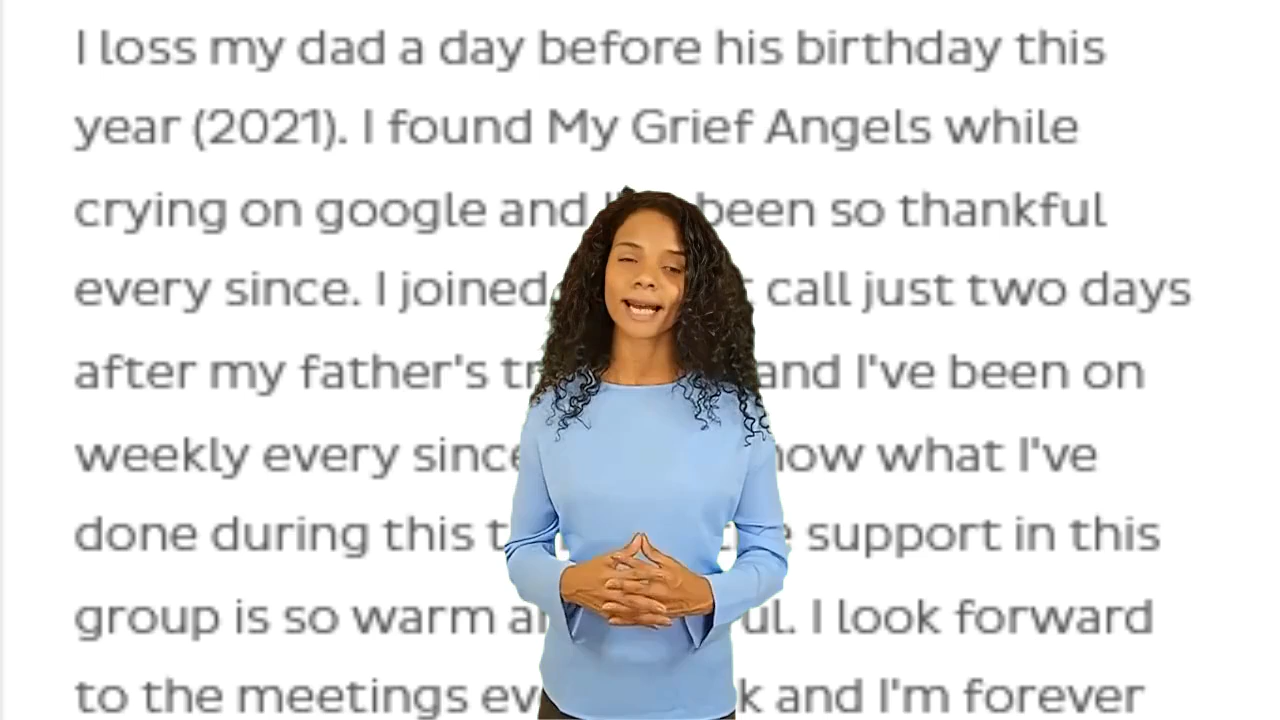 I loss my dad a day before his birthday this
year (2021). I found My Grief Angels while
crying on google and been so thankful
every since. I joined call just two days
after my father's and I've been on
weekly every since what I've
done during this support in this
group is so warm I look forward
to the meetings and I'm forever